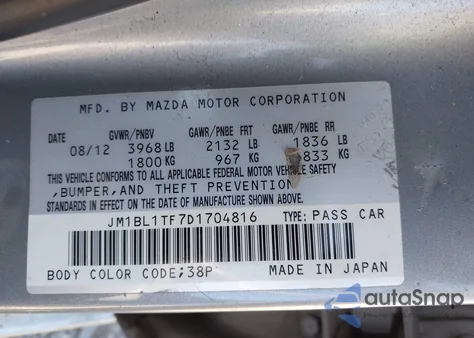 MFD. BY MAZDA MOTOR CORPORATION
DATE GVWR/PNBV GAWR/PNBE FRT GAWR/PNBE RR
08/12 3968 LB 2132 LB 1836 LB
1800 KG 967 KG 833 KG
THIS VEHICLE CONFORMS TO ALL APPLICABLE FEDERAL MOTOR VEHICLE SAFETY
,BUMPER,AND THEFT PREVENTION
STANDARDS IN EFFECT ON THE DATE OF MANUFACTURE SHOWN ABOVE.
JM1BL1TF7D1704816 TYPE: PASS CAR
BODY COLOR CODE;38P MADE IN JAPAN
autoSnap